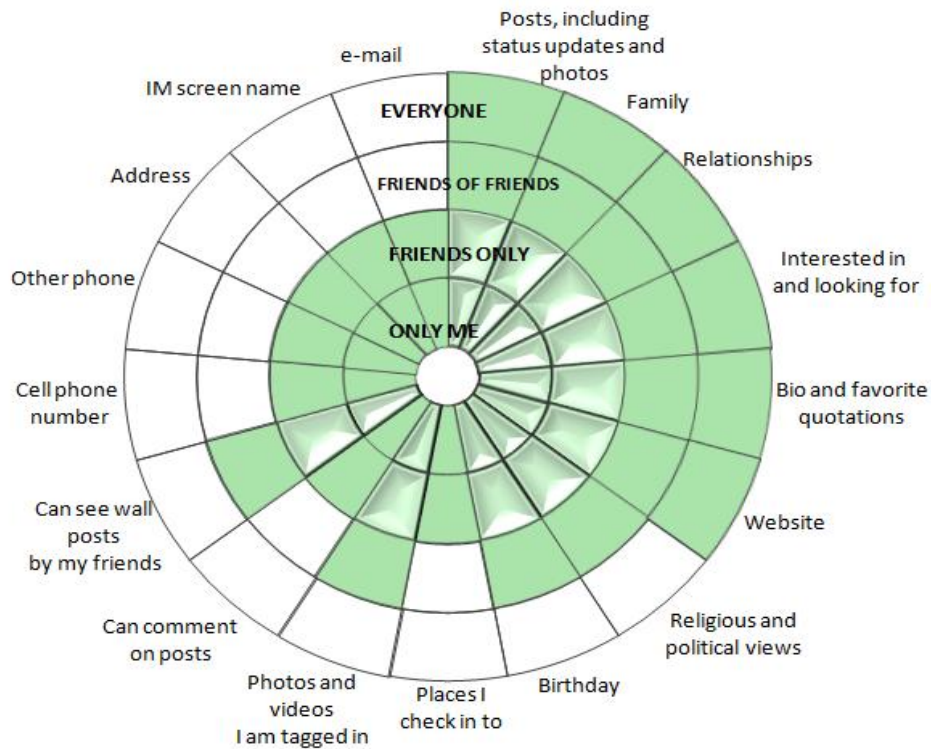 Posts, including
status updates and
photos
e-mail
IM screen name
EVERYONE
Family
Relationships
Address
FRIENDS OF FRIENDS
FRIENDS ONLY
Interested in
and looking for
Other phone
ONLY ME
Cell phone
number
Bio and favorite
quotations
Can see wall
posts
by my friends
Website
Can comment
on posts
Religious and
political views
Photos and
videos
I am tagged in
Places I
check in to
Birthday